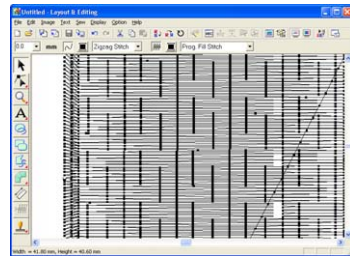 Untitled - Layout & Editing
File Edit Image Text Sew Display Option Help
0.0 mm Zigzag Stitch Prog. Fill Stitch
A
Width = 41.80 mm, Height = 40.60 mm